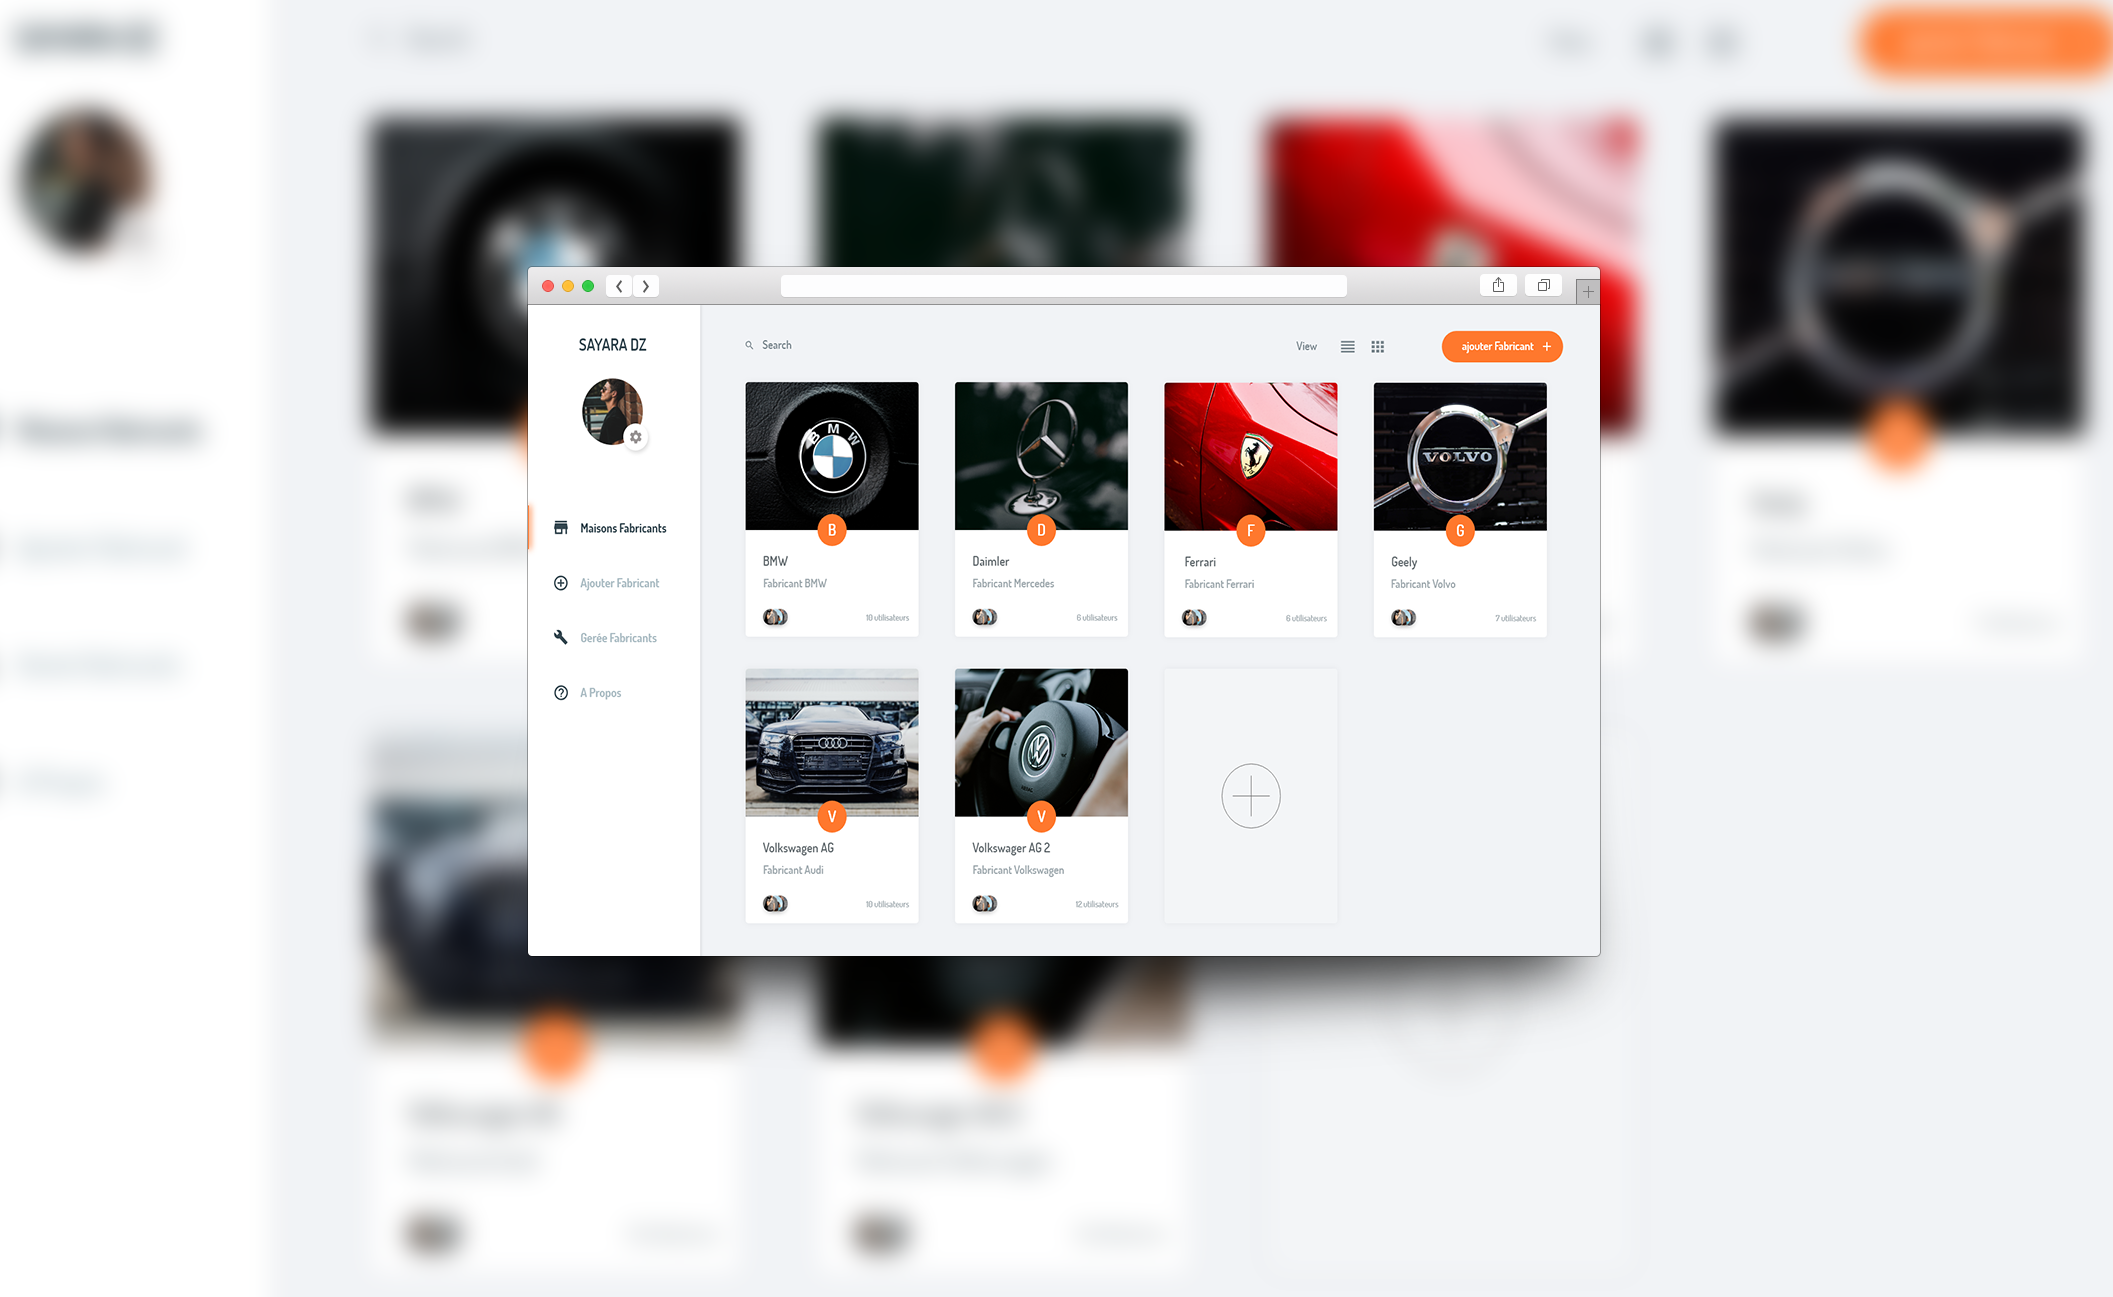 SAYARA DZ
Maisons Fabricants
Ajouter Fabricant
Gerée Fabricants
A Propos
Search
View
ajouter Fabricant
BMW
B
BMW
Fabricant BMW
10 utilisateurs
D
Daimler
Fabricant Mercedes
6 utilisateurs
F
Ferrari
Fabricant Ferrari
6 utilisateurs
VOLVO
G
Geely
Fabricant Volvo
7 utilisateurs
V
Volkswagen AG
Fabricant Audi
10 utilisateurs
V
Volkswager AG 2
Fabricant Volkswagen
12 utilisateurs